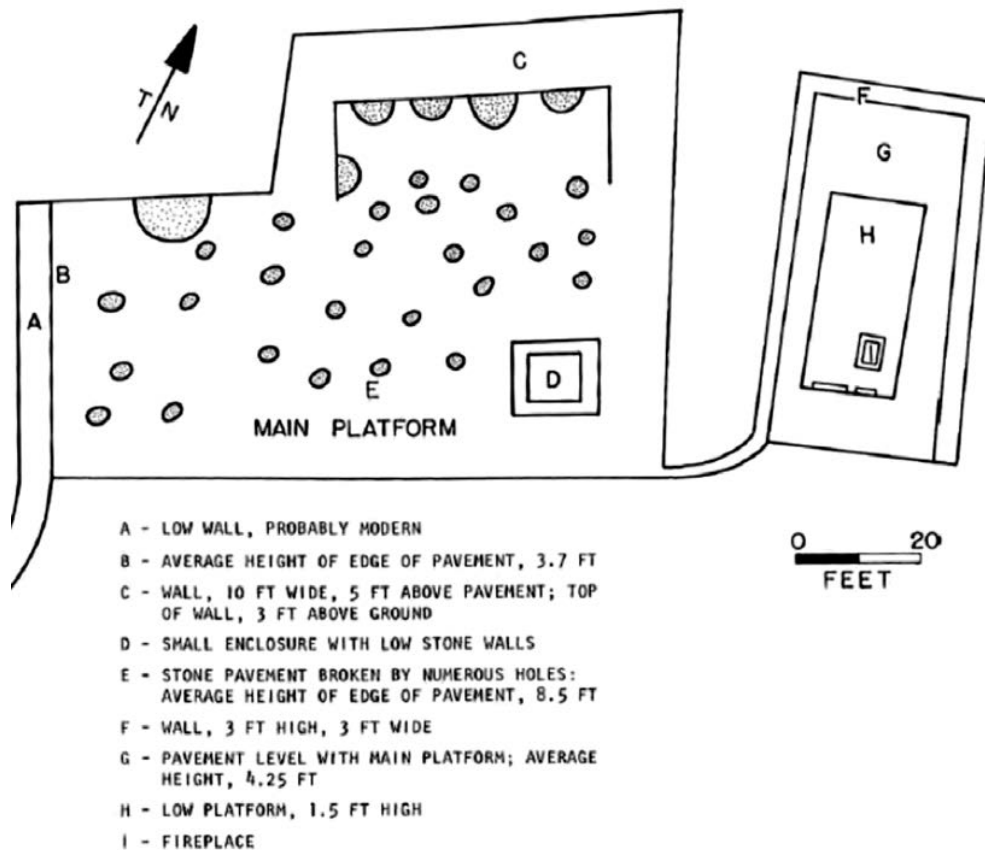 C
T N
F
G
H
B
A
I
D
E
MAIN PLATFORM
A - LOW WALL, PROBABLY MODERN
B - AVERAGE HEIGHT OF EDGE OF PAVEMENT, 3.7 FT
C - WALL, 10 FT WIDE, 5 FT ABOVE PAVEMENT; TOP
OF WALL, 3 FT ABOVE GROUND
D - SMALL ENCLOSURE WITH LOW STONE WALLS
E - STONE PAVEMENT BROKEN BY NUMEROUS HOLES:
AVERAGE HEIGHT OF EDGE OF PAVEMENT, 8.5 FT
F - WALL, 3 FT HIGH, 3 FT WIDE
G - PAVEMENT LEVEL WITH MAIN PLATFORM; AVERAGE
HEIGHT, 4.25 FT
H - LOW PLATFORM, 1.5 FT HIGH
I - FIREPLACE
0 20
FEET